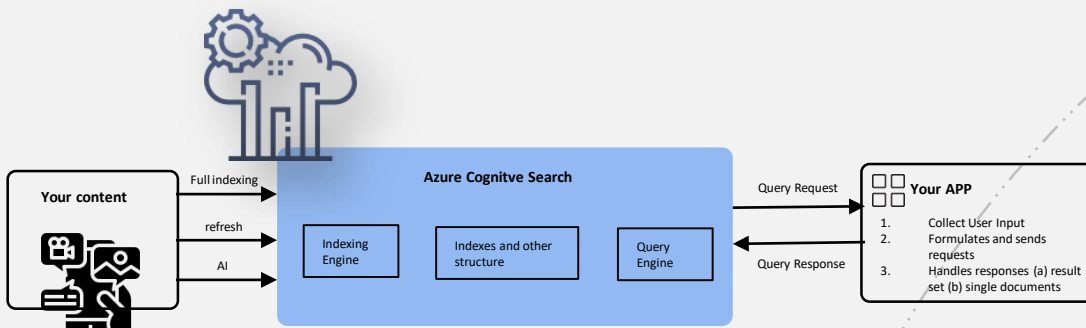 Your content
Full indexing
refresh
AI
Azure Cognitve Search
Indexing
Engine
Indexes and other
structure
Query
Engine
Query Request
Query Response
Your APP
1. Collect User Input
2. Formulates and sends
requests
3. Handles responses (a) result
set (b) single documents